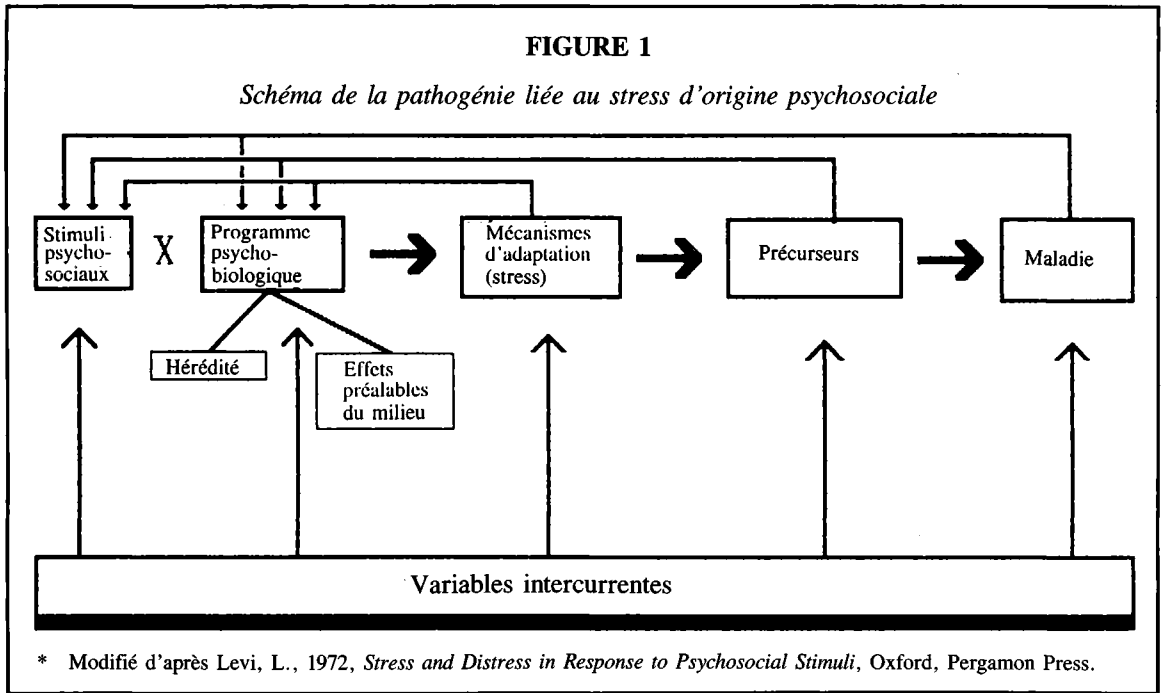 FIGURE 1
Schéma de la pathogénie liée au stress d'origine psychosociale
Stimuli
psycho-
sociaux
X
Programme
psycho-
biologique
Mécanismes
d'adaptation
(stress)
Précurseurs
Maladie
Hérédité
Effets
préalables
du milieu
Variables intercurrentes
* Modifié d'après Levi, L., 1972, Stress and Distress in Response to Psychosocial Stimuli, Oxford, Pergamon Press.